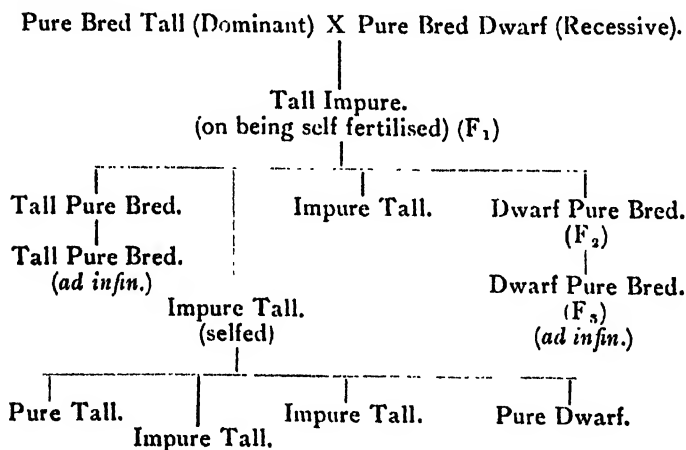 Pure Bred Tall (Dominant) X Pure Bred Dwarf (Recessive).
Tall Impure.
(on being self fertilised) (F₁)
Tall Pure Bred. Impure Tall. Dwarf Pure Bred.
(F₂)
Tall Pure Bred.
(ad infin.)
Dwarf Pure Bred.
(F₃)
(ad infin.)
Impure Tall.
(selfed)
Pure Tall. Impure Tall. Impure Tall. Pure Dwarf.